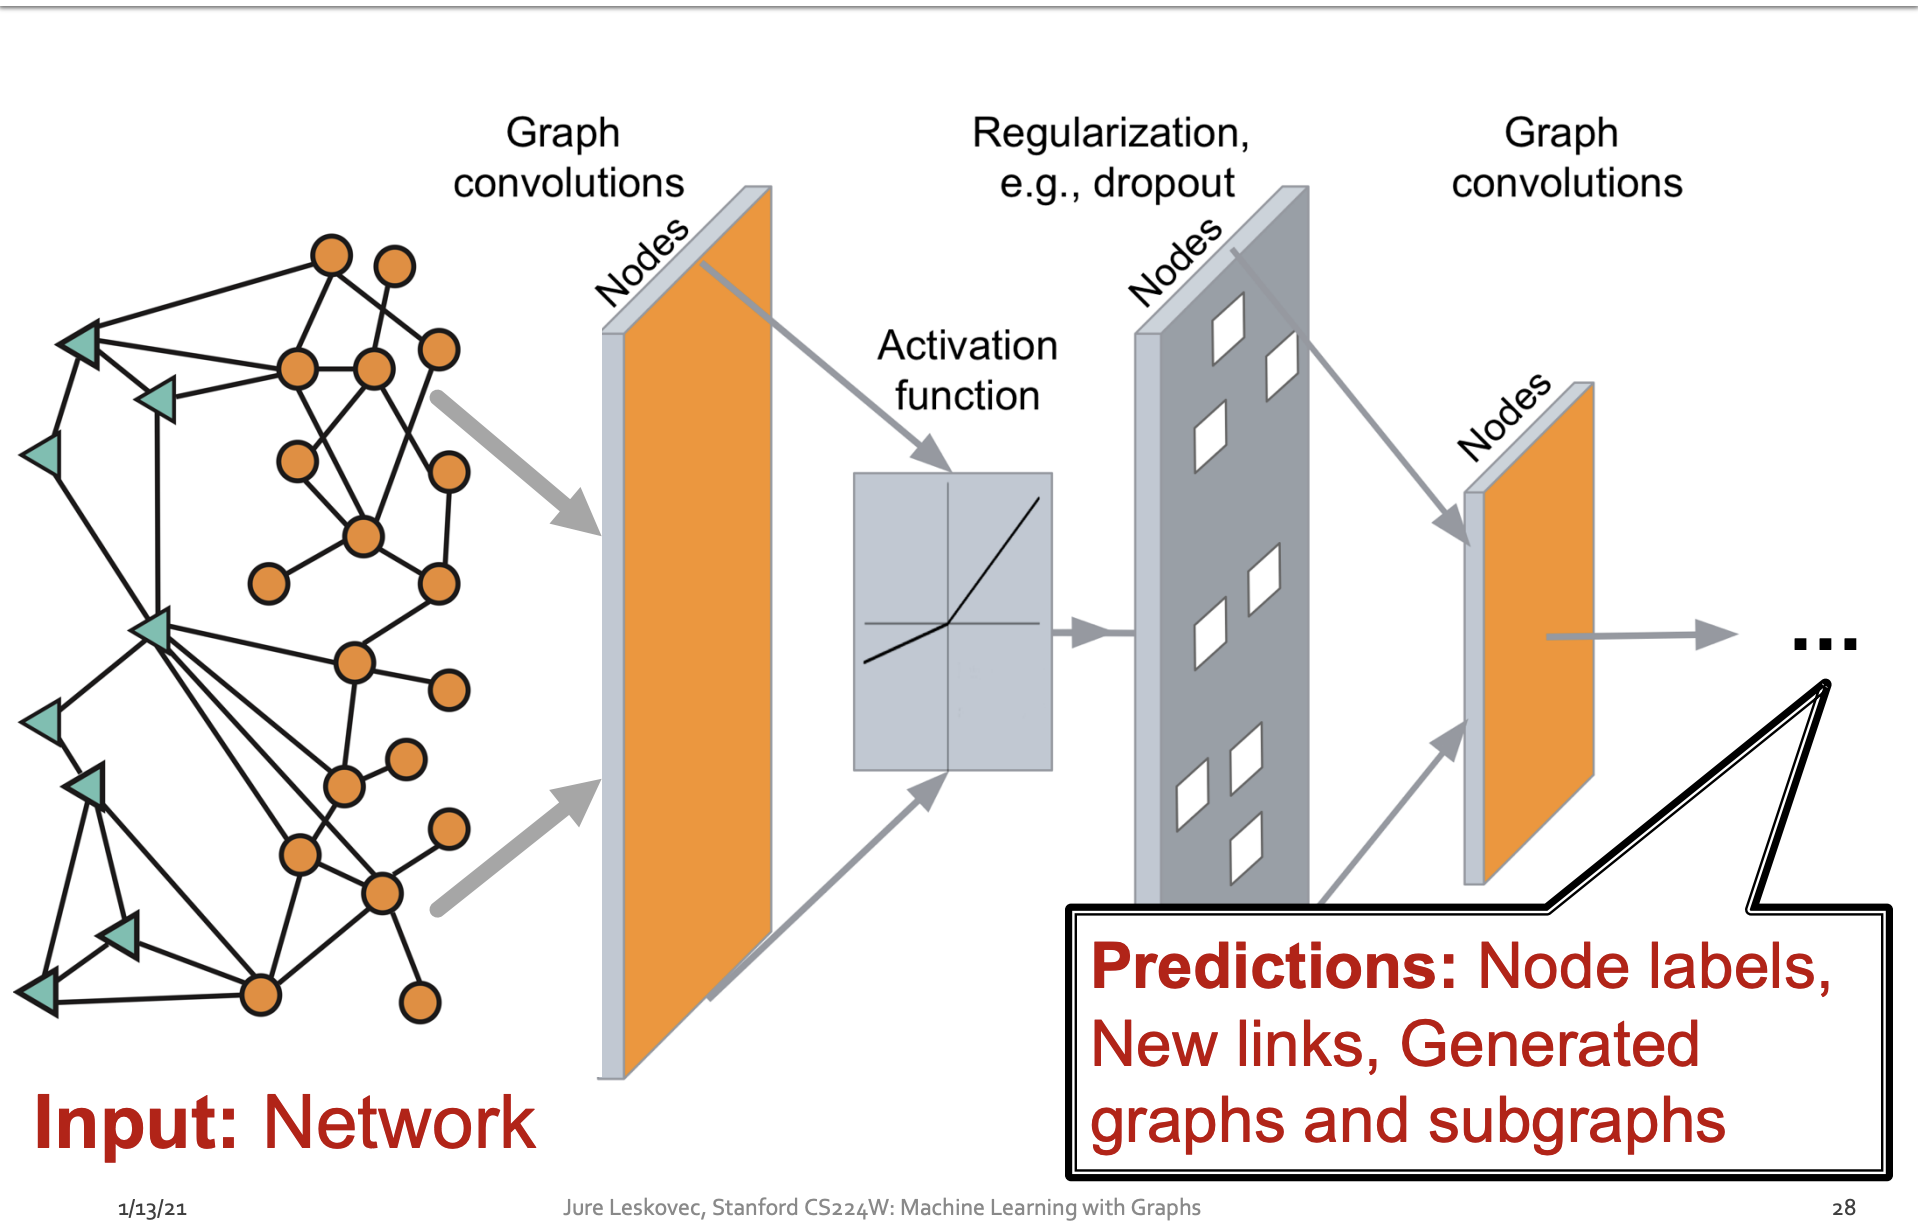 Graph
convolutions
Nodes
Activation
function
Regularization,
e.g., dropout
Nodes
Graph
convolutions
Nodes
...
Input: Network
Predictions: Node labels,
New links, Generated
graphs and subgraphs
1/13/21
Jure Leskovec, Stanford CS224W: Machine Learning with Graphs
28